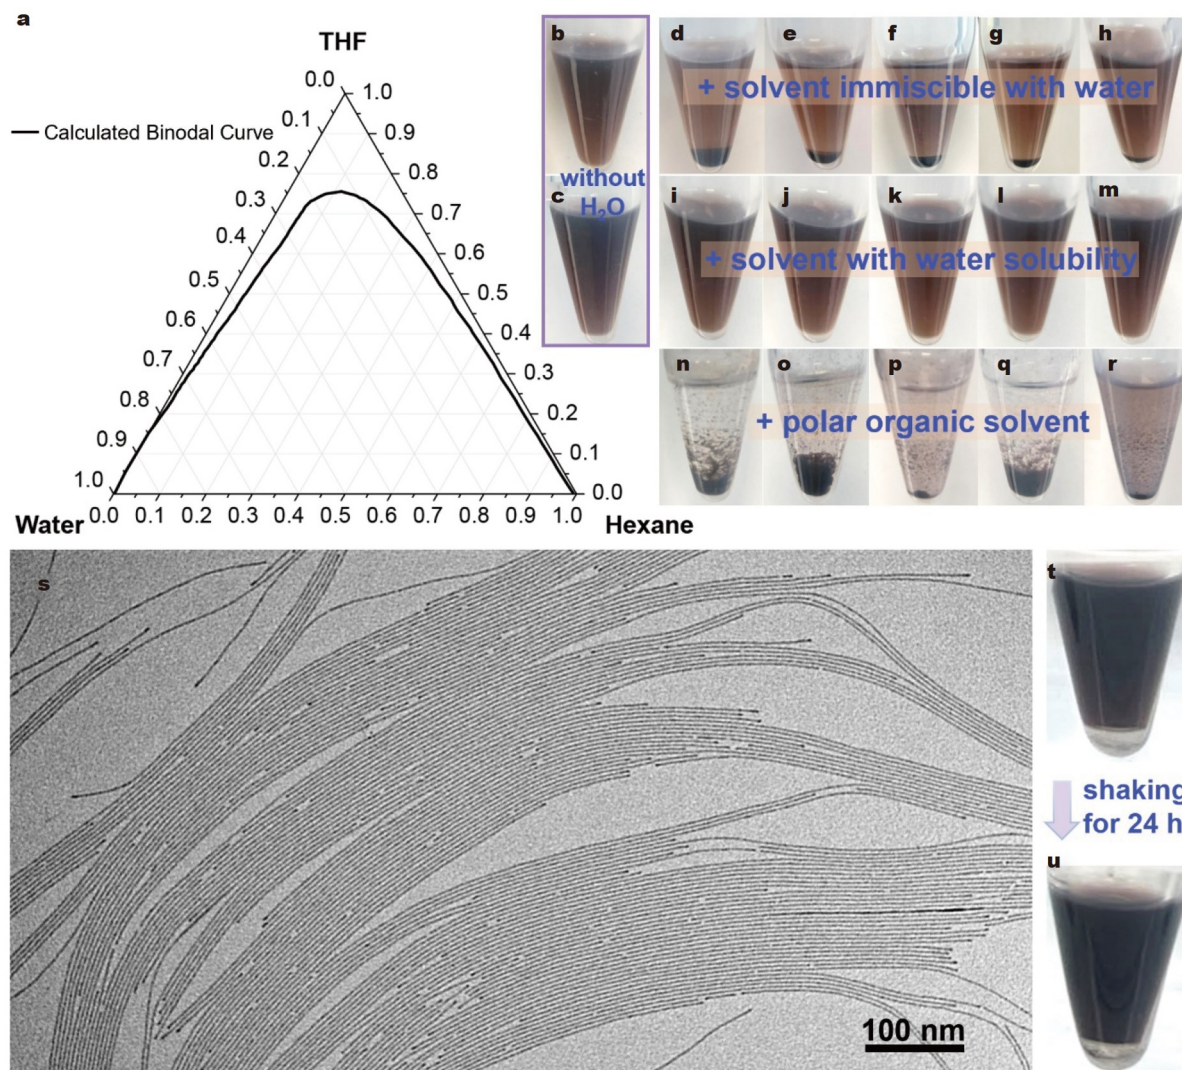 a
THF
Calculated Binodal Curve
0.0
0.1
0.2
0.3
0.4
0.5
0.6
0.7
0.8
0.9
1.0
1.0
0.9
0.8
0.7
0.6
0.5
0.4
0.3
0.2
0.1
0.0
0.0 0.1 0.2 0.3 0.4 0.5 0.6 0.7 0.8 0.9 1.0
Water
Hexane
b
without
H₂O
c
d e f g h
+ solvent immiscible with water
i j k l m
+ solvent with water solubility
n o p q r
+ polar organic solvent
s
100 nm
t
shaking
for 24 h
u